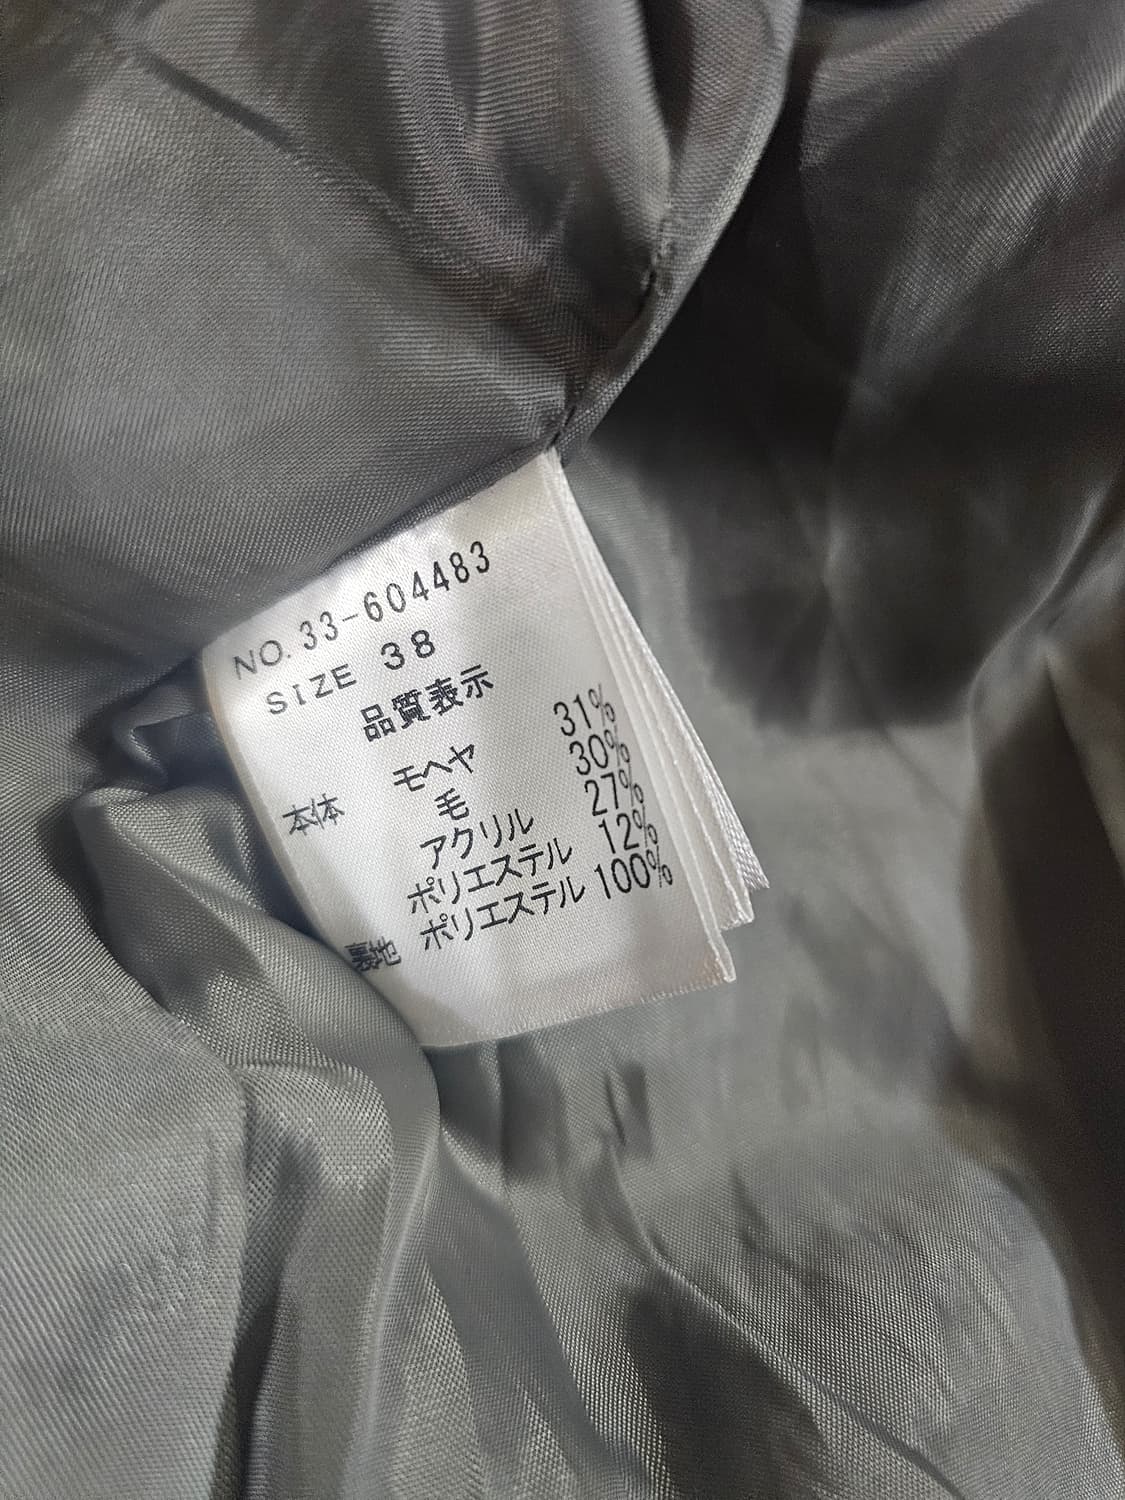 NO. 33-604483
SIZE 38
品質表示
本体 モヘヤ 31%
毛 30%
アクリル 27%
ポリエステル 12%
裏地 ポリエステル 100%